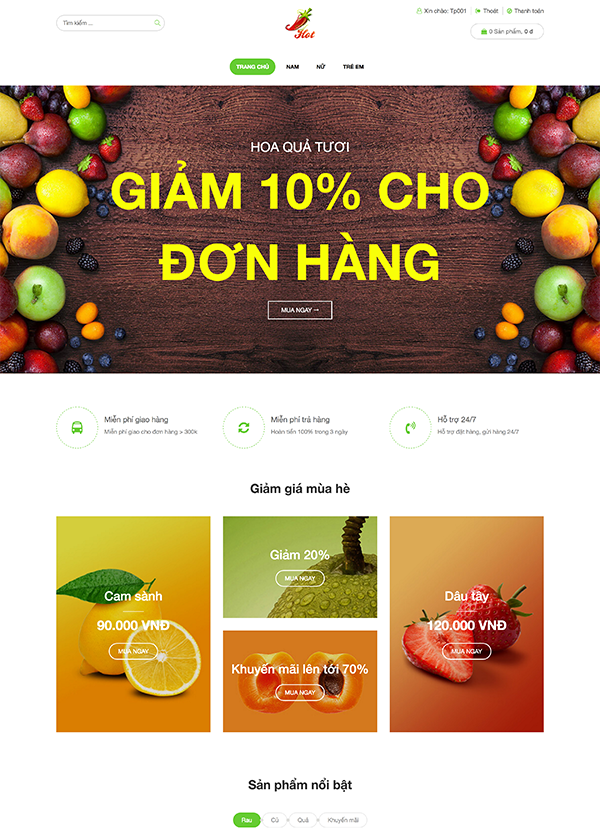 Tìm kiếm ...
Hot
Xin chào: Tp001
Thoát
Thanh toán
0 Sản phẩm, 0 đ
TRANG CHỦ
NAM
NỮ
TRẺ EM
HOA QUẢ TƯƠI
GIẢM 10% CHO
ĐƠN HÀNG
MUA NGAY →
Miễn phí giao hàng
Miễn phí giao cho đơn hàng > 300k
Miễn phí trả hàng
Hoàn tiền 100% trong 3 ngày
Hỗ trợ 24/7
Hỗ trợ đặt hàng, gửi hàng 24/7
Giảm giá mùa hè
Cam sành
90.000 VNĐ
MUA NGAY
Giảm 20%
MUA NGAY
Khuyến mãi lên tới 70%
MUA NGAY
Dâu tây
120.000 VNĐ
MUA NGAY
Sản phẩm nổi bật
Rau
Củ
Quả
Khuyến mãi